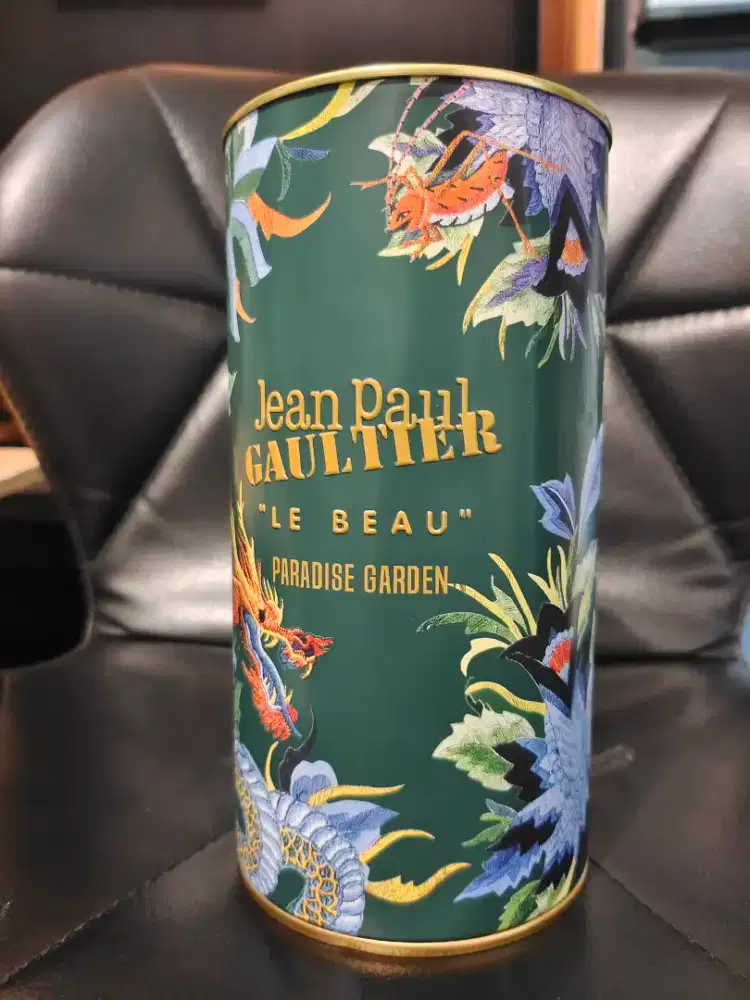 Jean Paul
GAULTIER
"LE BEAU"
PARADISE GARDEN